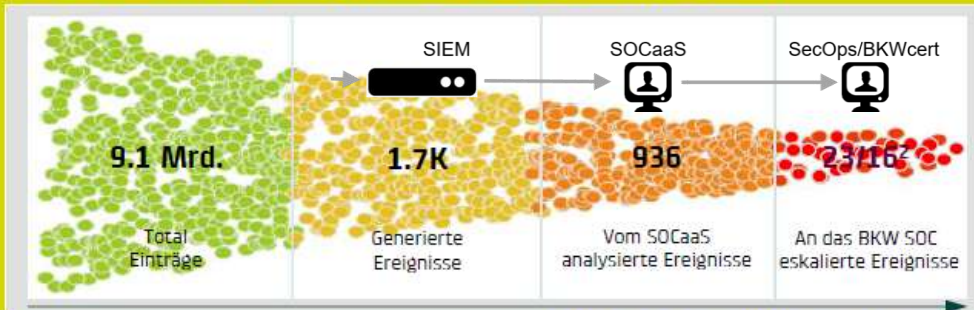 SIEM
SOCaaS
SecOps/BKWcert
9.1 Mrd.
1.7K
936
23/16²
Total
Einträge
Generierte
Ereignisse
Vom SOCaaS
analysierte Ereignisse
An das BKW SOC
eskalierte Ereignisse